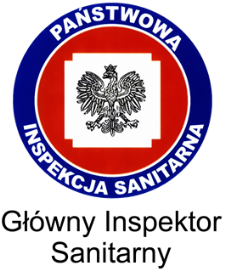 PAŃSTWOWA
INSPEKCJA SANITARNA
Główny Inspektor
Sanitarny